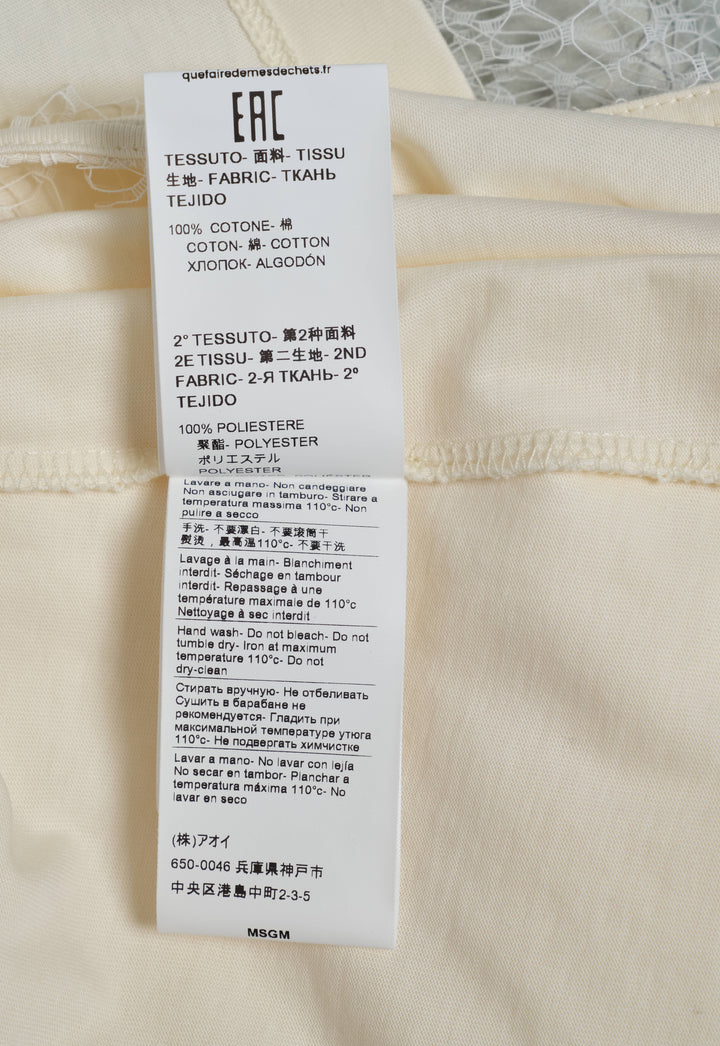 quefairedemesdechets.fr
EAC
TESSUTO- 面料- TISSU
生地- FABRIC- ТКАНЬ
TEJIDO
100% COTONE- 棉
COTON- 綿- COTTON
ХЛОПОК- ALGODÓN
2° TESSUTO- 第2种面料
2E TISSU- 第二生地- 2ND
FABRIC- 2-Я ТКАНЬ- 2º
TEJIDO
100% POLIESTERE
聚酯- POLYESTER
ポリエステル
POLYESTER
Lavare a mano- Non candeggiare
Non asciugare in tamburo- Stirare a
temperatura massima 110°c- Non
pulire a secco
手洗- 不要漂白- 不要滚筒干
熨烫，最高温110°c- 不要干洗
Lavage à la main- Blanchiment
interdit- Séchage en tambour
interdit- Repassage à une
température maximale de 110°c
Nettoyage à sec interdit
Hand wash- Do not bleach- Do not
tumble dry- Iron at maximum
temperature 110°c- Do not
dry-clean
Стирать вручную- Не отбеливать
Сушить в барабане не
рекомендуется- Гладить при
максимальной температуре утюга
110°c- Не подвергать химчистке
Lavar a mano- No lavar con lejía
No secar en tambor- Planchar a
temperatura máxima 110°c- No
lavar en seco
(株)アオイ
650-0046 兵庫県神戸市
中央区港島中町2-3-5
MSGM